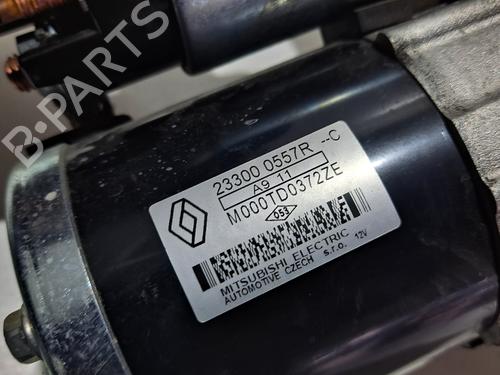 B·PARTS
23300 0557R --C
A9 11
M000TD0372ZE
053
MITSUBISHI ELECTRIC
AUTOMOTIVE CZECH s.r.o. 12V